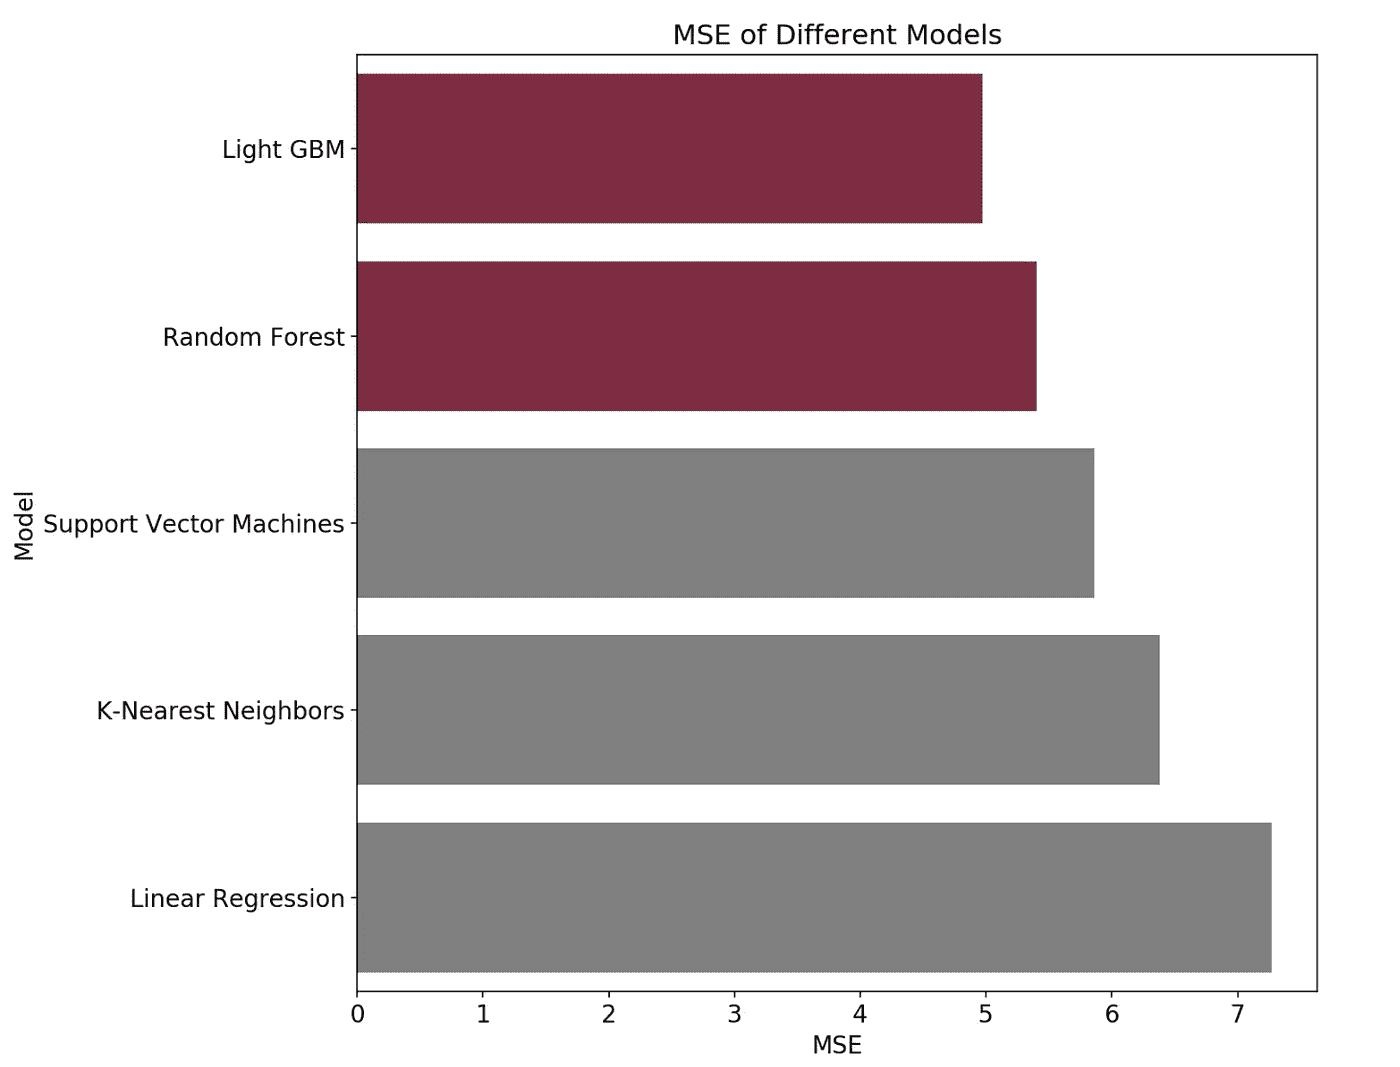 MSE of Different Models
Light GBM
Random Forest
Support Vector Machines
K-Nearest Neighbors
Linear Regression
Model
0 1 2 3 4 5 6 7
MSE